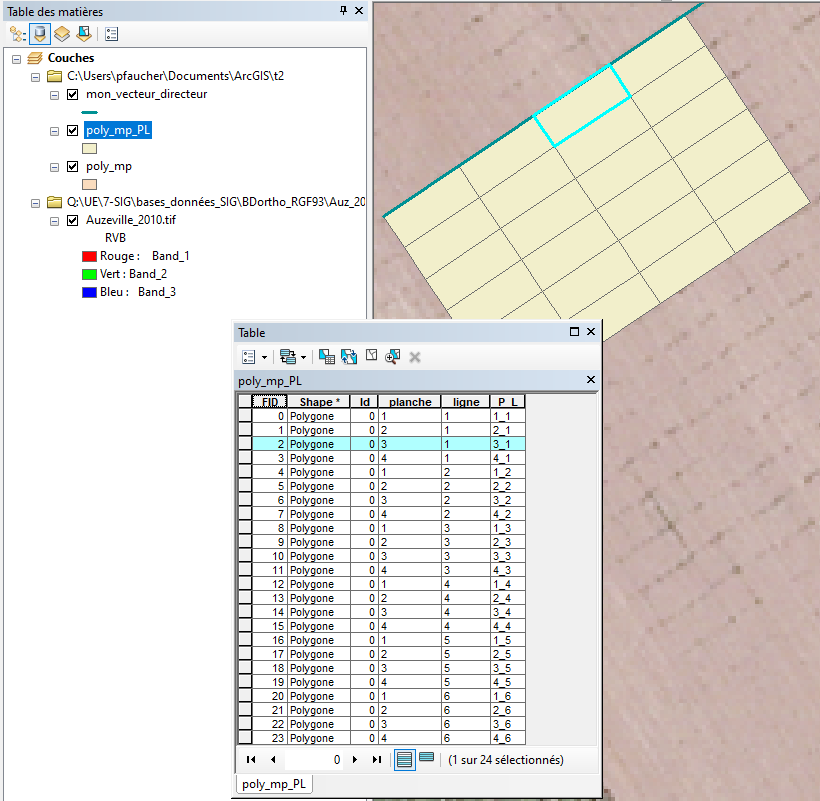 Table des matières
Couches
C:\Users\pfaucher\Documents\ArcGIS\t2
mon_vecteur_directeur
poly_mp_PL
poly_mp
Q:\UE\7-SIG\bases_données_SIG\BDortho_RGF93\Auz_20
Auzeville_2010.tif
RVB
Rouge : Band_1
Vert : Band_2
Bleu : Band_3
Table
poly_mp_PL
FID Shape * Id planche ligne P_L
0 Polygone 0 1 1 1_1
1 Polygone 0 2 1 2_1
2 Polygone 0 3 1 3_1
3 Polygone 0 4 1 4_1
4 Polygone 0 1 2 1_2
5 Polygone 0 2 2 2_2
6 Polygone 0 3 2 3_2
7 Polygone 0 4 2 4_2
8 Polygone 0 1 3 1_3
9 Polygone 0 2 3 2_3
10 Polygone 0 3 3 3_3
11 Polygone 0 4 3 4_3
12 Polygone 0 1 4 1_4
13 Polygone 0 2 4 2_4
14 Polygone 0 3 4 3_4
15 Polygone 0 4 4 4_4
16 Polygone 0 1 5 1_5
17 Polygone 0 2 5 2_5
18 Polygone 0 3 5 3_5
19 Polygone 0 4 5 4_5
20 Polygone 0 1 6 1_6
21 Polygone 0 2 6 2_6
22 Polygone 0 3 6 3_6
23 Polygone 0 4 6 4_6
0 (1 sur 24 sélectionnés)
poly_mp_PL